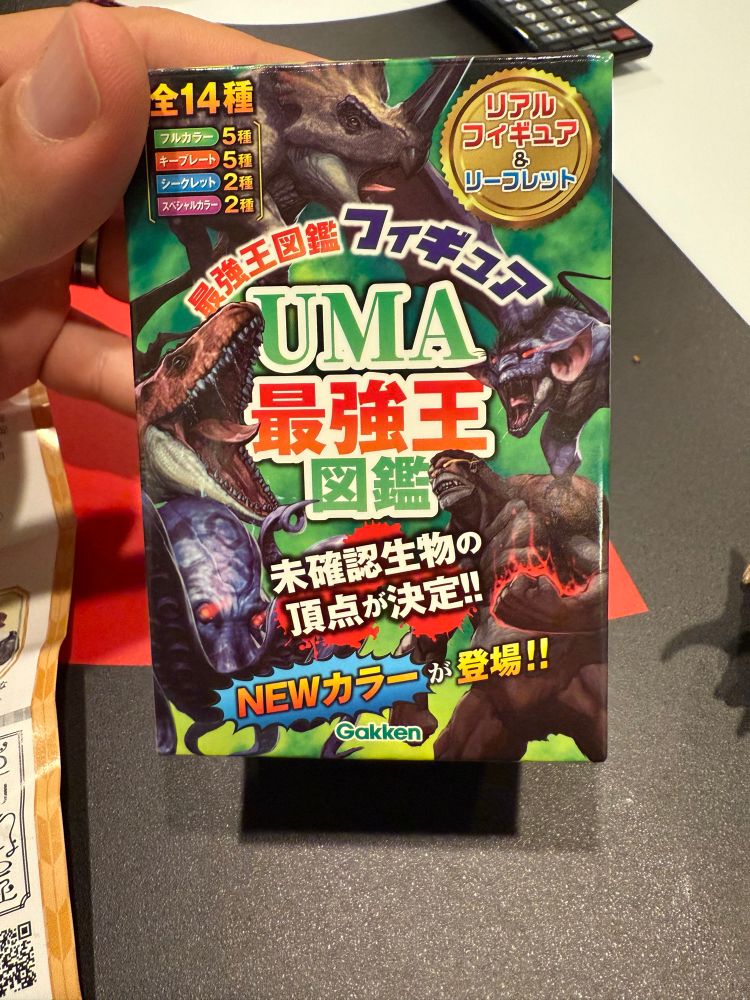 全14種
フルカラー 5種
キープレート 5種
シークレット 2種
スペシャルカラー 2種
リアル
フィギュア
&
リーフレット
最強王図鑑 フィギュア
UMA
最強王
図鑑
未確認生物の
頂点が決定!!
NEWカラーが登場!!
Gakken